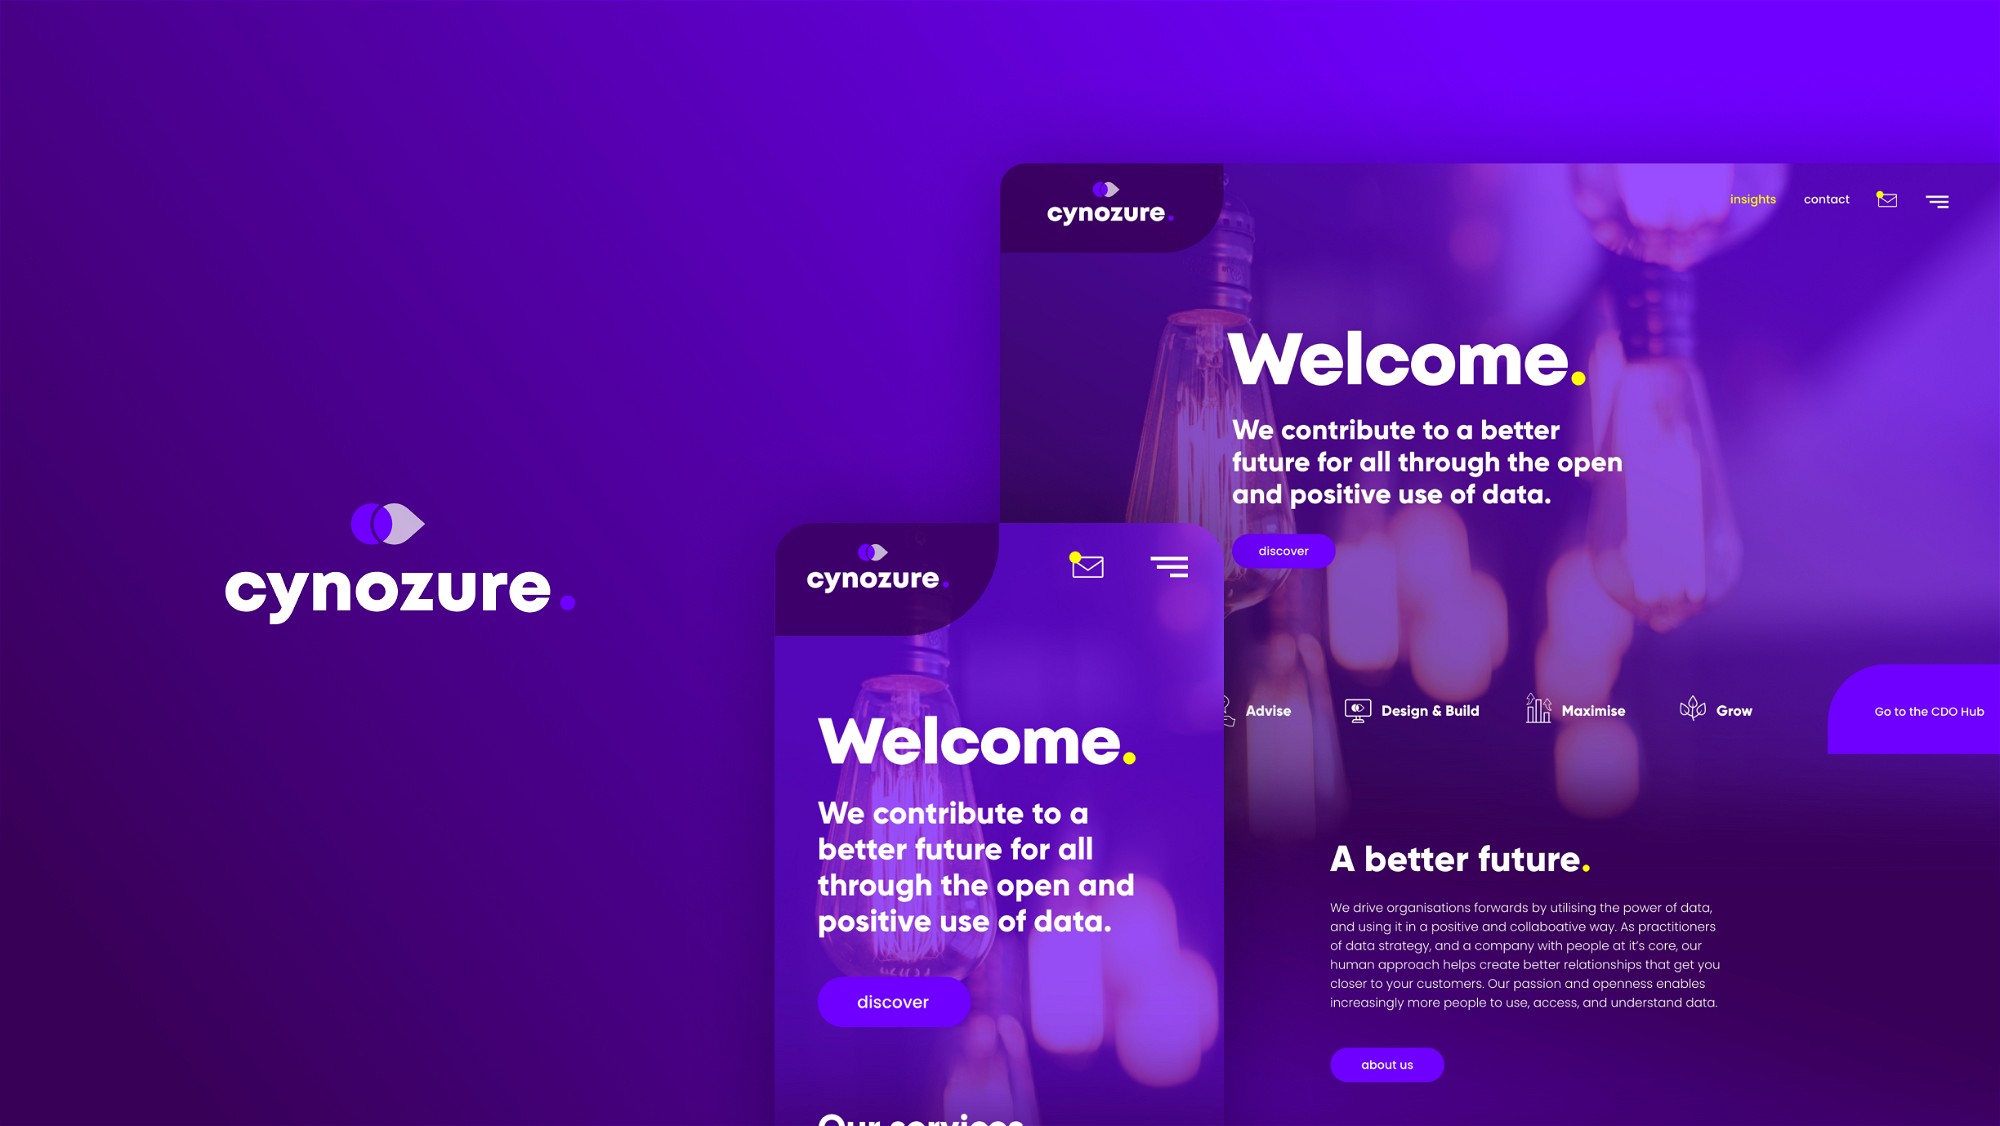 cynozure.
cynozure.
insights
contact
Welcome.
We contribute to a better
future for all through the open
and positive use of data.
discover
Advise
Design & Build
Maximise
Grow
Go to the CDO Hub
A better future.
We drive organisations forwards by utilising the power of data,
and using it in a positive and collaboative way. As practitioners
of data strategy, and a company with people at it's core, our
human approach helps create better relationships that get you
closer to your customers. Our passion and openness enables
increasingly more people to use, access, and understand data.
about us
cynozure.
Welcome.
We contribute to a
better future for all
through the open and
positive use of data.
discover
Our services